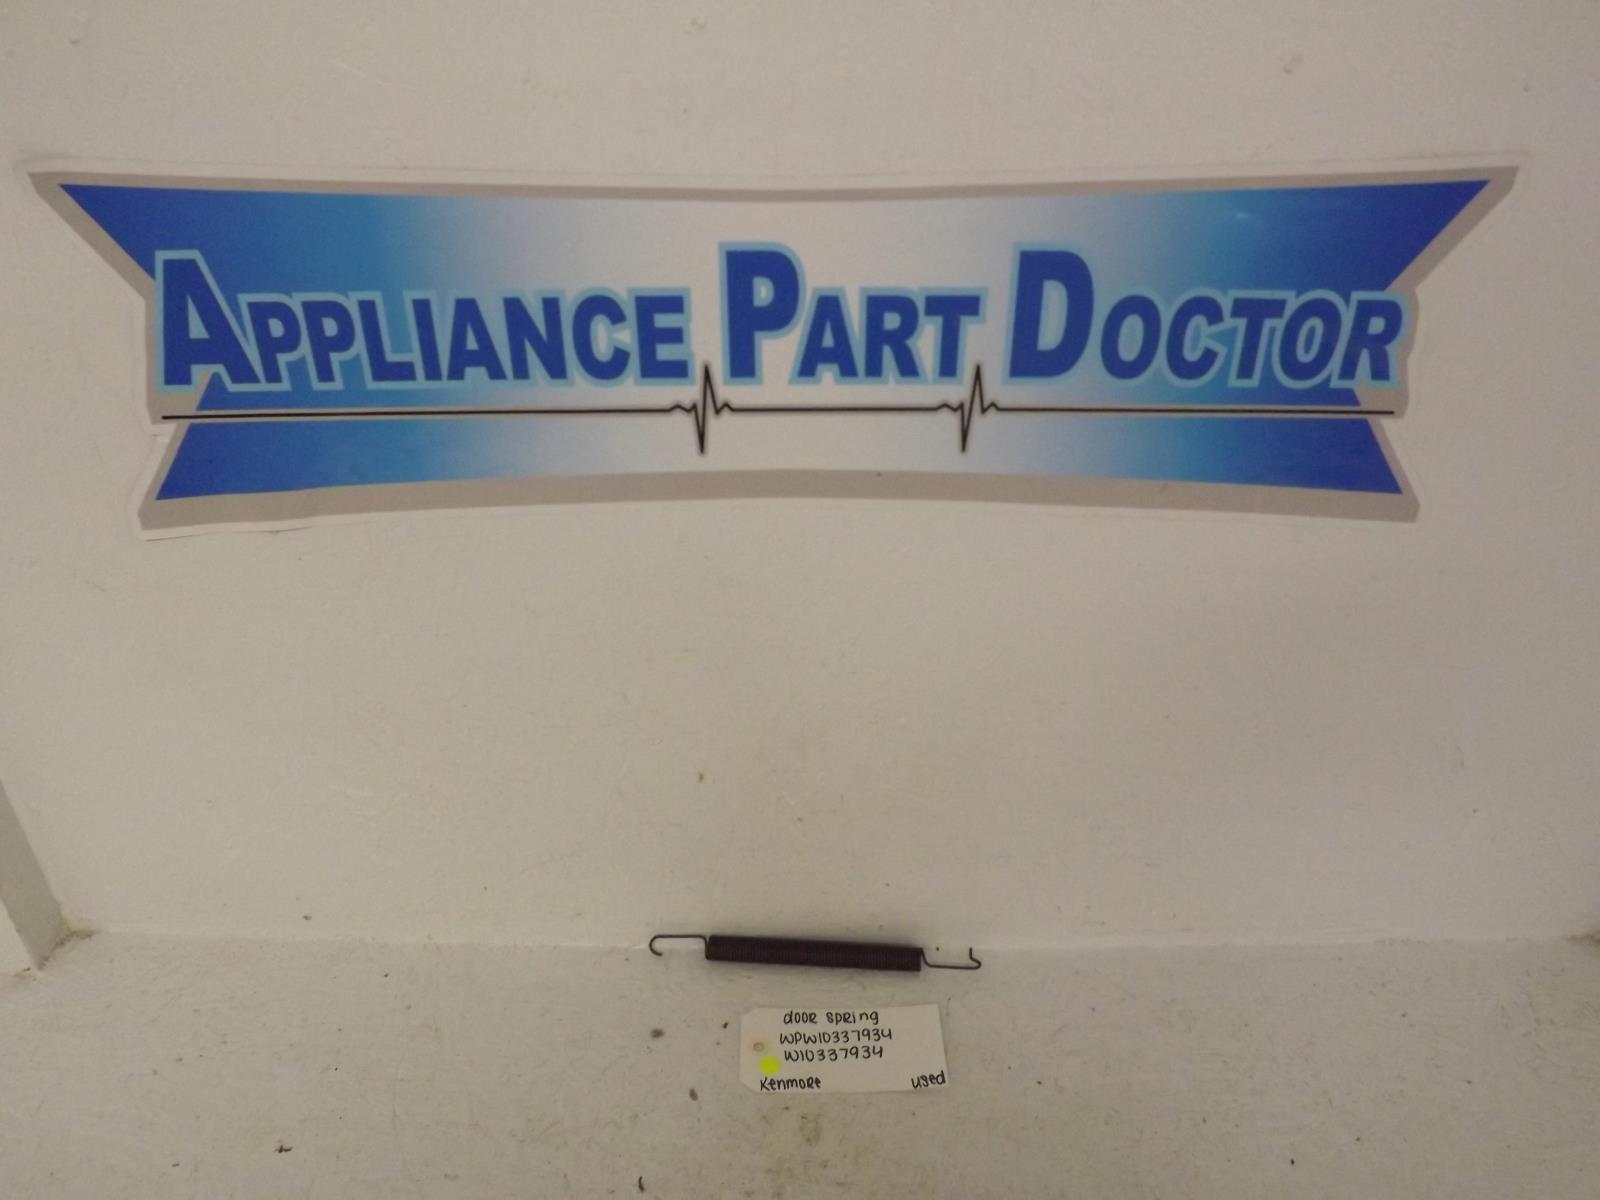 APPLIANCE PART DOCTOR
door spring
WPW10337934
W10337934
Kenmore used